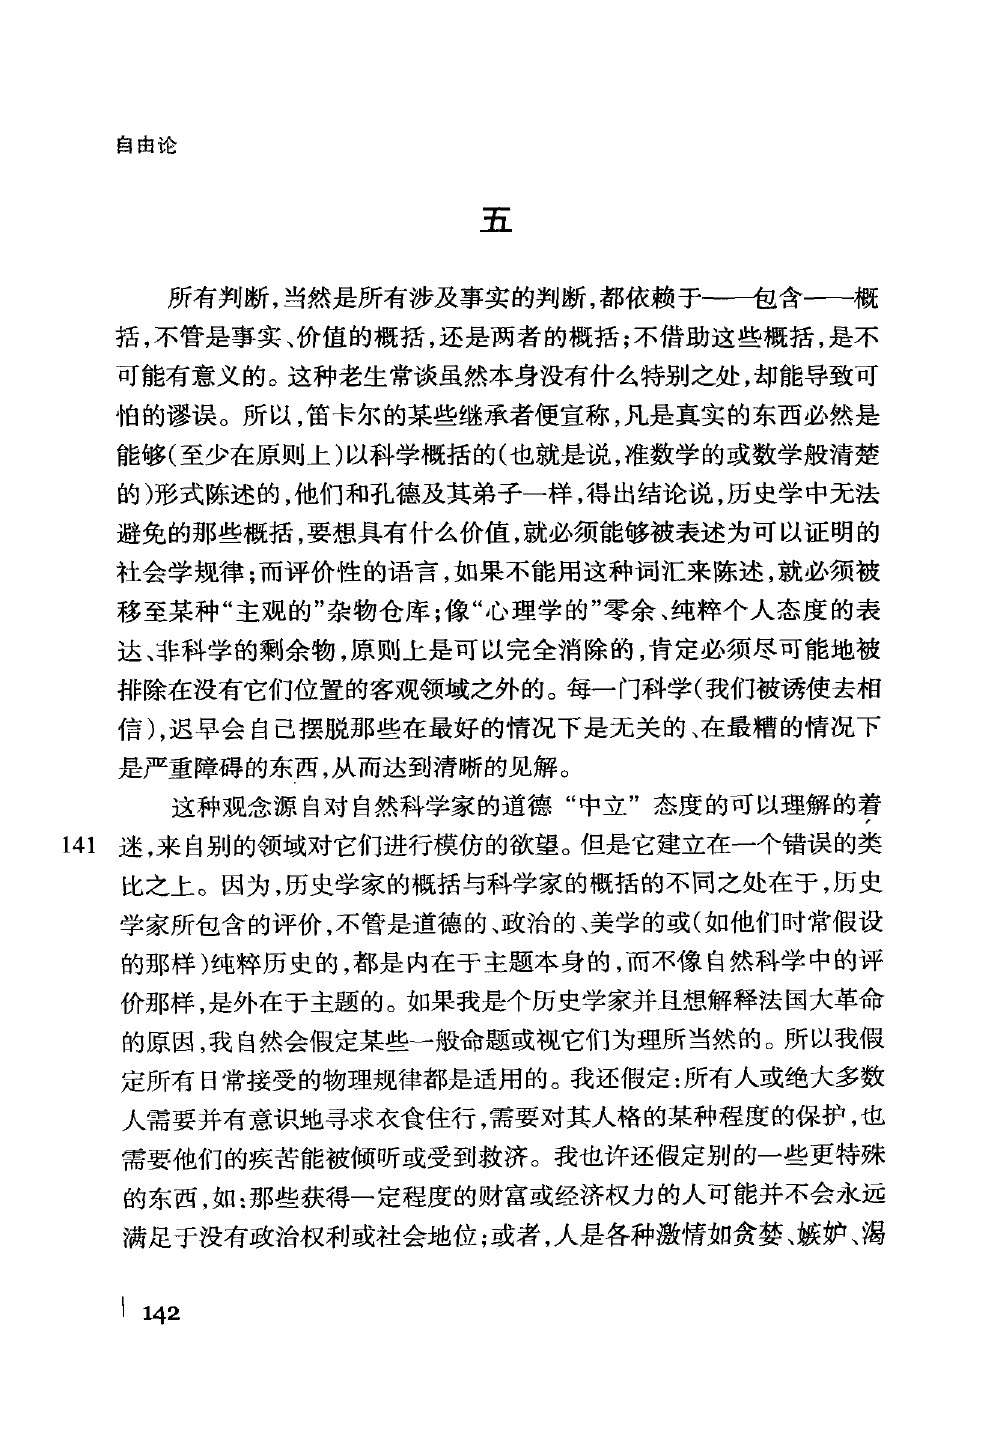 自由论
五
所有判断,当然是所有涉及事实的判断,都依赖于——包含——概
括,不管是事实、价值的概括,还是两者的概括;不借助这些概括,是不
可能有意义的。这种老生常谈虽然本身没有什么特别之处,却能导致可
怕的谬误。所以,笛卡尔的某些继承者便宣称,凡是真实的东西必然是
能够(至少在原则上)以科学概括的(也就是说,准数学的或数学般清楚
的)形式陈述的,他们和孔德及其弟子一样,得出结论说,历史学中无法
避免的那些概括,要想具有什么价值,就必须能够被表述为可以证明的
社会学规律;而评价性的语言,如果不能用这种词汇来陈述,就必须被
移至某种“主观的”杂物仓库;像“心理学的”零余、纯粹个人态度的表
达、非科学的剩余物,原则上是可以完全消除的,肯定必须尽可能地被
排除在没有它们位置的客观领域之外的。每一门科学(我们被诱使去相
信),迟早会自己摆脱那些在最好的情况下是无关的、在最糟的情况下
是严重障碍的东西,从而达到清晰的见解。
这种观念源自对自然科学家的道德“中立”态度的可以理解的着
141 迷,来自别的领域对它们进行模仿的欲望。但是它建立在一个错误的类
比之上。因为,历史学家的概括与科学家的概括的不同之处在于,历史
学家所包含的评价,不管是道德的、政治的、美学的或(如他们时常假设
的那样)纯粹历史的,都是内在于主题本身的,而不像自然科学中的评
价那样,是外在于主题的。如果我是个历史学家并且想解释法国大革命
的原因,我自然会假定某些一般命题或视它们为理所当然的。所以我假
定所有日常接受的物理规律都是适用的。我还假定:所有人或绝大多数
人需要并有意识地寻求衣食住行,需要对其人格的某种程度的保护,也
需要他们的疾苦能被倾听或受到救济。我也许还假定别的一些更特殊
的东西,如:那些获得一定程度的财富或经济权力的人可能并不会永远
满足于没有政治权利或社会地位;或者,人是各种激情如贪婪、嫉妒、渴
142